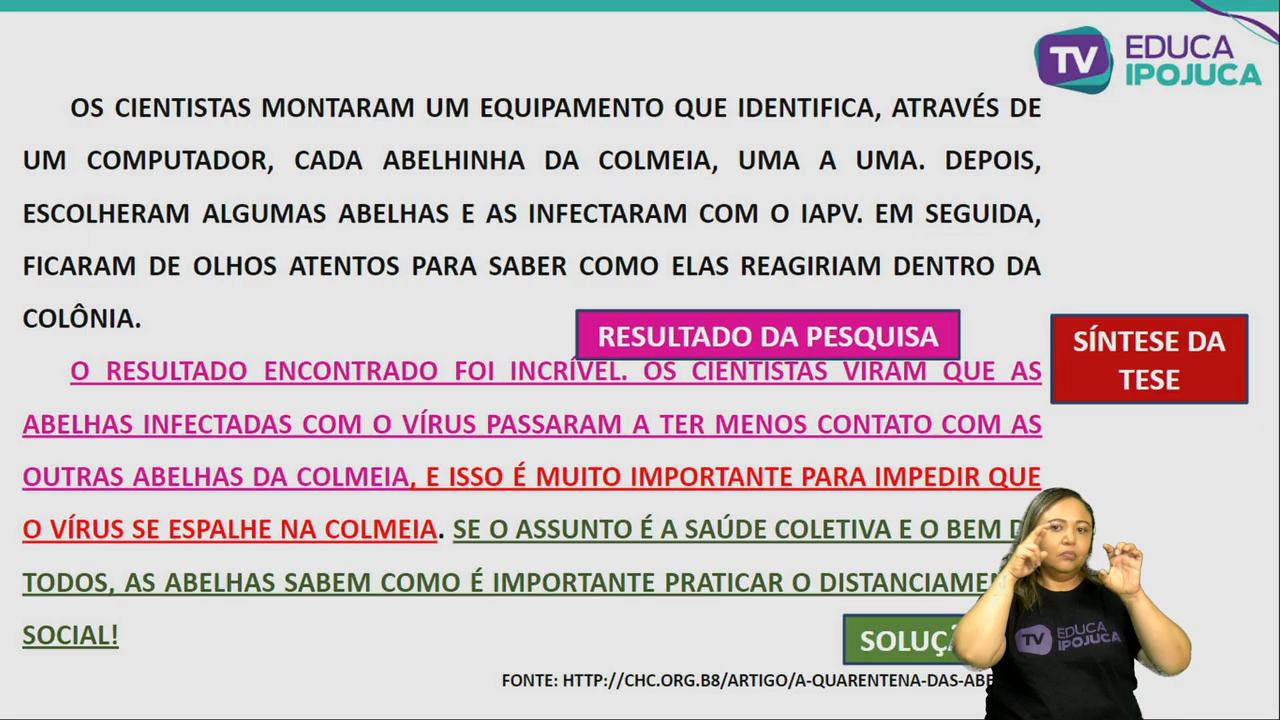 TV EDUCA
IPOJUCA
OS CIENTISTAS MONTARAM UM EQUIPAMENTO QUE IDENTIFICA, ATRAVÉS DE
UM COMPUTADOR, CADA ABELHINHA DA COLMEIA, UMA A UMA. DEPOIS,
ESCOLHERAM ALGUMAS ABELHAS E AS INFECTARAM COM O IAPV. EM SEGUIDA,
FICARAM DE OLHOS ATENTOS PARA SABER COMO ELAS REAGIRIAM DENTRO DA
COLÔNIA.
RESULTADO DA PESQUISA
SÍNTESE DA
TESE
O RESULTADO ENCONTRADO FOI INCRÍVEL. OS CIENTISTAS VIRAM QUE AS
ABELHAS INFECTADAS COM O VÍRUS PASSARAM A TER MENOS CONTATO COM AS
OUTRAS ABELHAS DA COLMEIA, E ISSO É MUITO IMPORTANTE PARA IMPEDIR QUE
O VÍRUS SE ESPALHE NA COLMEIA. SE O ASSUNTO É A SAÚDE COLETIVA E O BEM
TODOS, AS ABELHAS SABEM COMO É IMPORTANTE PRATICAR O
SOCIAL!
FONTE: HTTP://CHC.ORG.B8/ARTIGO/A-QUARENTENA-DAS-ABE
TV EDUCA
IPOJUCA